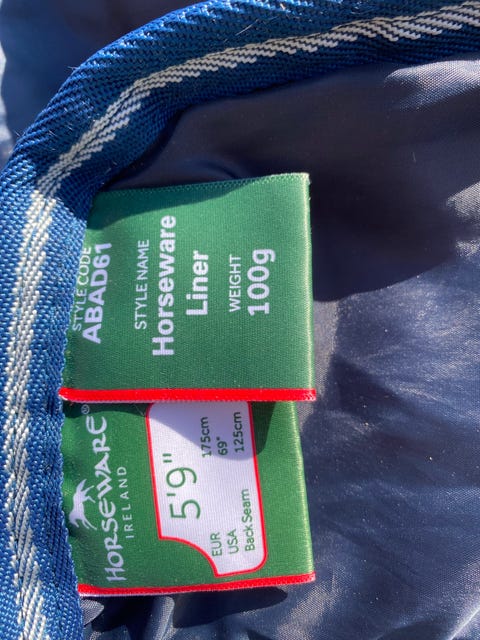 STYLE CODE
ABAD61
STYLE NAME
Horseware
Liner
WEIGHT
100g
HORSEWARE®
IRELAND
5'9"
EUR 175cm
USA 69"
Back Seam 125cm